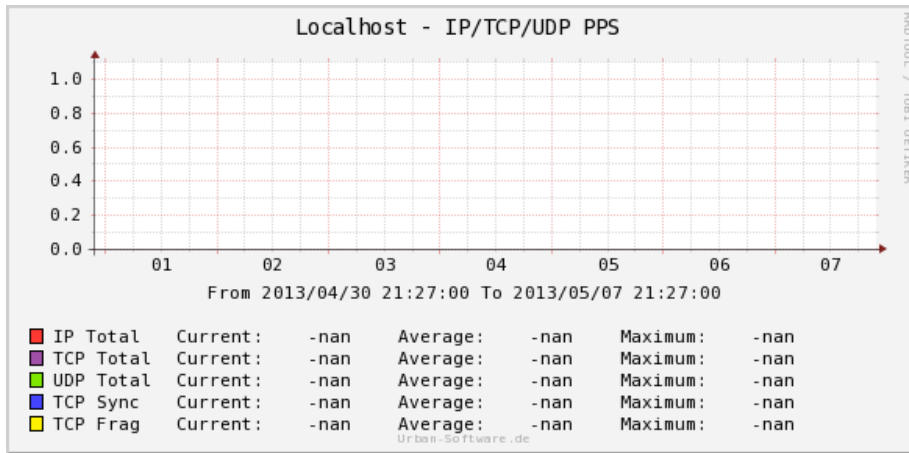 Localhost - IP/TCP/UDP PPS
RRDTOOL / TOBI OETIKER
1.0
0.8
0.6
0.4
0.2
0.0
01 02 03 04 05 06 07
From 2013/04/30 21:27:00 To 2013/05/07 21:27:00
IP Total Current: -nan Average: -nan Maximum: -nan
TCP Total Current: -nan Average: -nan Maximum: -nan
UDP Total Current: -nan Average: -nan Maximum: -nan
TCP Sync Current: -nan Average: -nan Maximum: -nan
TCP Frag Current: -nan Average: -nan Maximum: -nan
Urban-Software.de